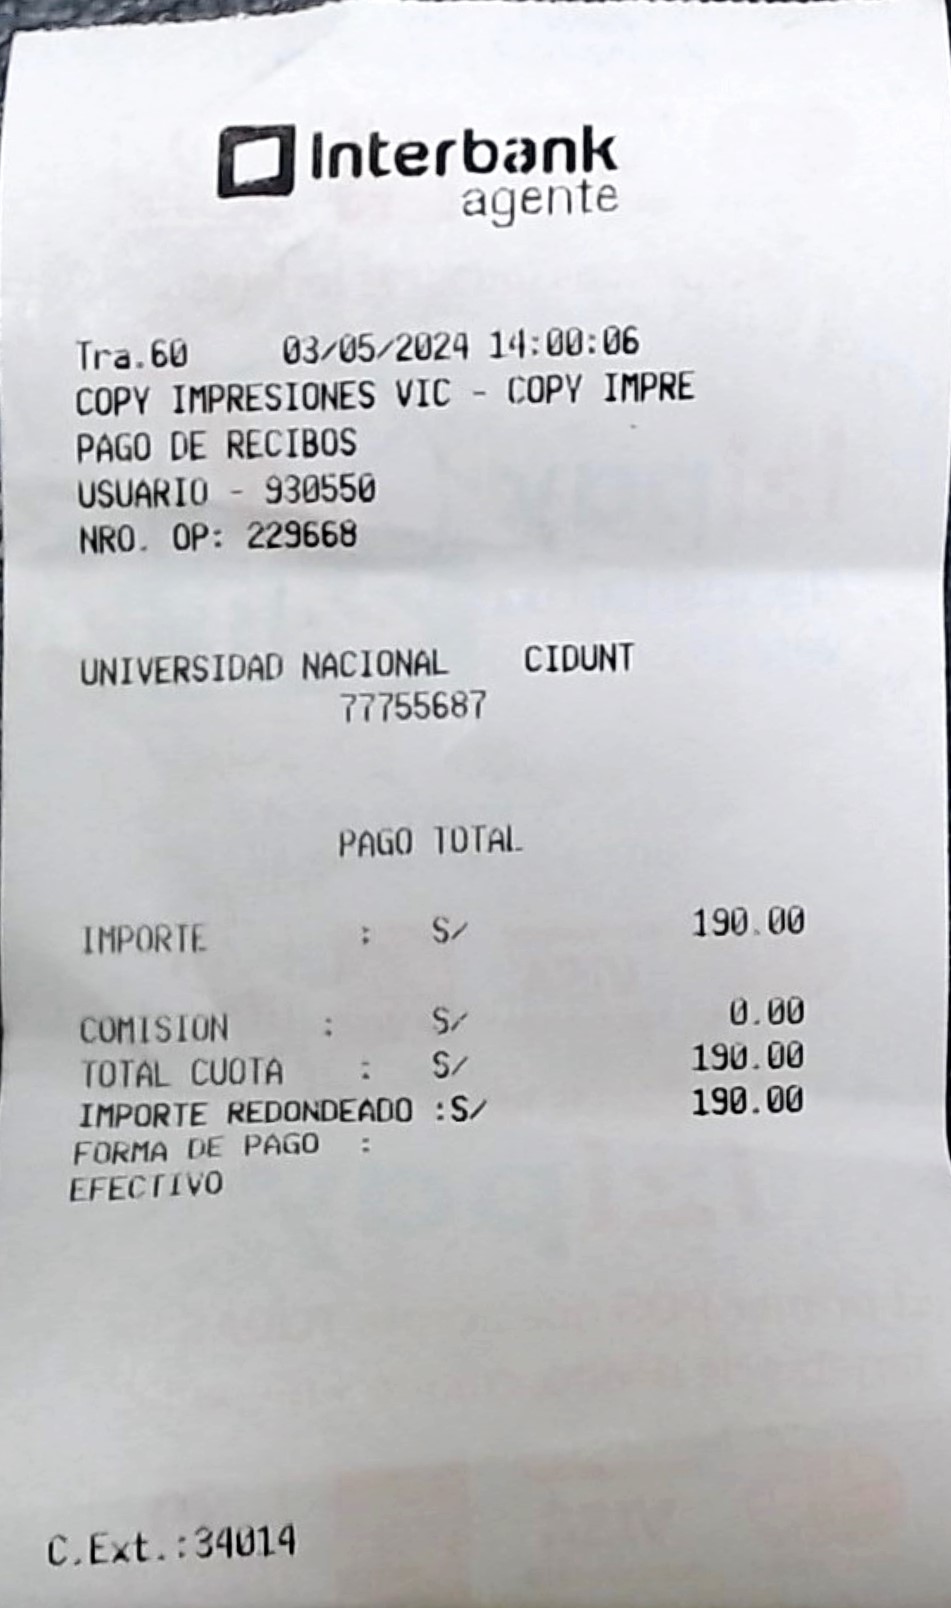 Interbank
agente
Tra.60 03/05/2024 14:00:06
COPY IMPRESIONES VIC - COPY IMPRE
PAGO DE RECIBOS
USUARIO - 930550
NRO. OP: 229668
UNIVERSIDAD NACIONAL CIDUNT
77755687
PAGO TOTAL
IMPORTE : S/ 190.00
COMISION : S/ 0.00
TOTAL CUOTA : S/ 190.00
IMPORTE REDONDEADO :S/ 190.00
FORMA DE PAGO :
EFECTIVO
C.Ext.:34014